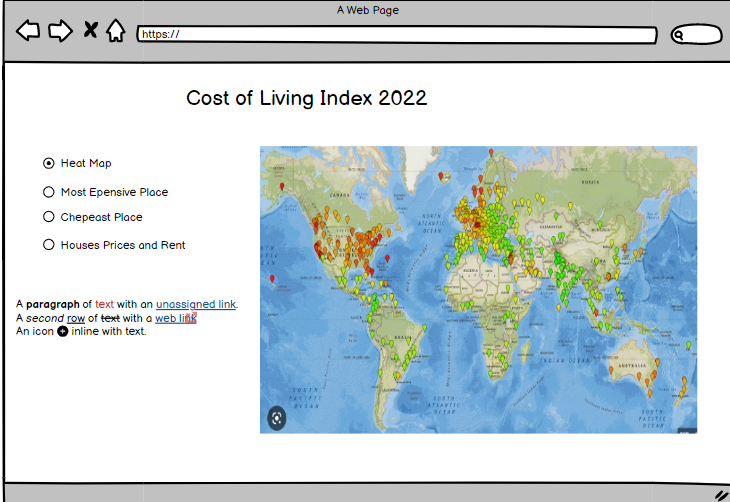 A Web Page
https://
Cost of Living Index 2022
Heat Map
Most Epensive Place
Chepeast Place
Houses Prices and Rent
A paragraph of text with an unassigned link.
A second row of text with a web link
An icon inline with text.
CANADA
RUSSIA
NORTH
ATLANTIC
OCEAN
KAZAKHSTAN
BRAZIL
INDIAN OCEAN
AUSTRALIA
SOUTH
PACIFIC
OCEAN
SOUTH
ATLANTIC
OCEAN
SOUTH
PACIFIC
OCEAN